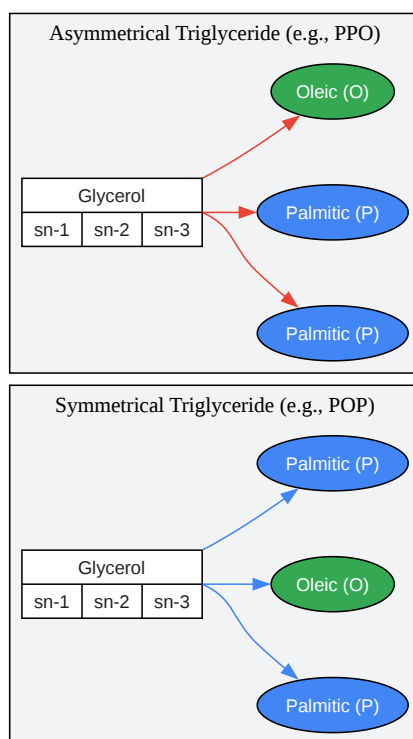 Asymmetrical Triglyceride (e.g., PPO)
Oleic (O)
Glycerol
sn-1 sn-2 sn-3
Palmitic (P)
Palmitic (P)
Symmetrical Triglyceride (e.g., POP)
Palmitic (P)
Glycerol
sn-1 sn-2 sn-3
Oleic (O)
Palmitic (P)